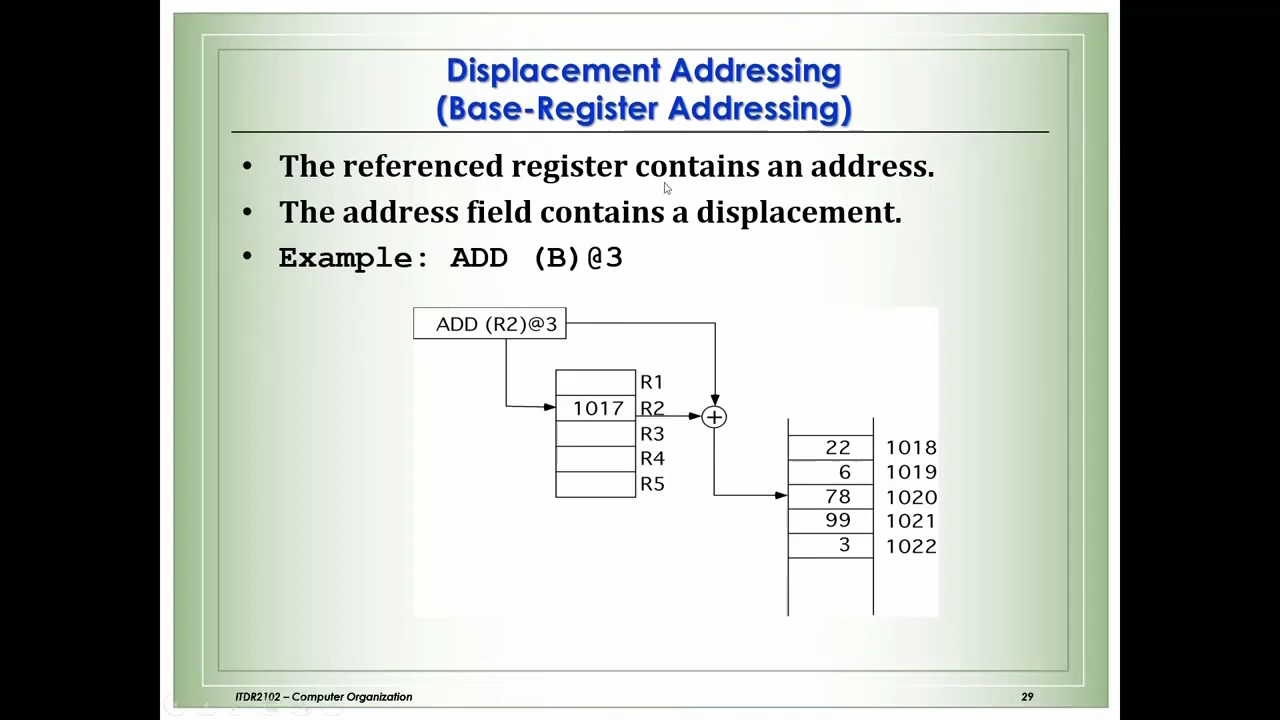 Displacement Addressing
(Base-Register Addressing)
• The referenced register contains an address.
• The address field contains a displacement.
• Example: ADD (B)@3
ADD (R2)@3
R1
1017 R2
R3
R4
R5
+
22 1018
6 1019
78 1020
99 1021
3 1022
ITDR2102 – Computer Organization
29